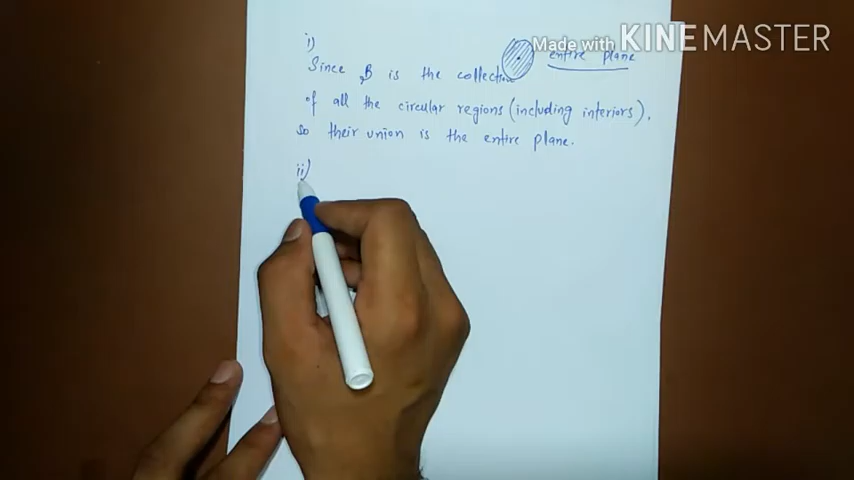 i)
Made with KINEMASTER
entire plane
Since B is the collection
of all the circular regions (including interiors),
so their union is the entire plane.
ii)